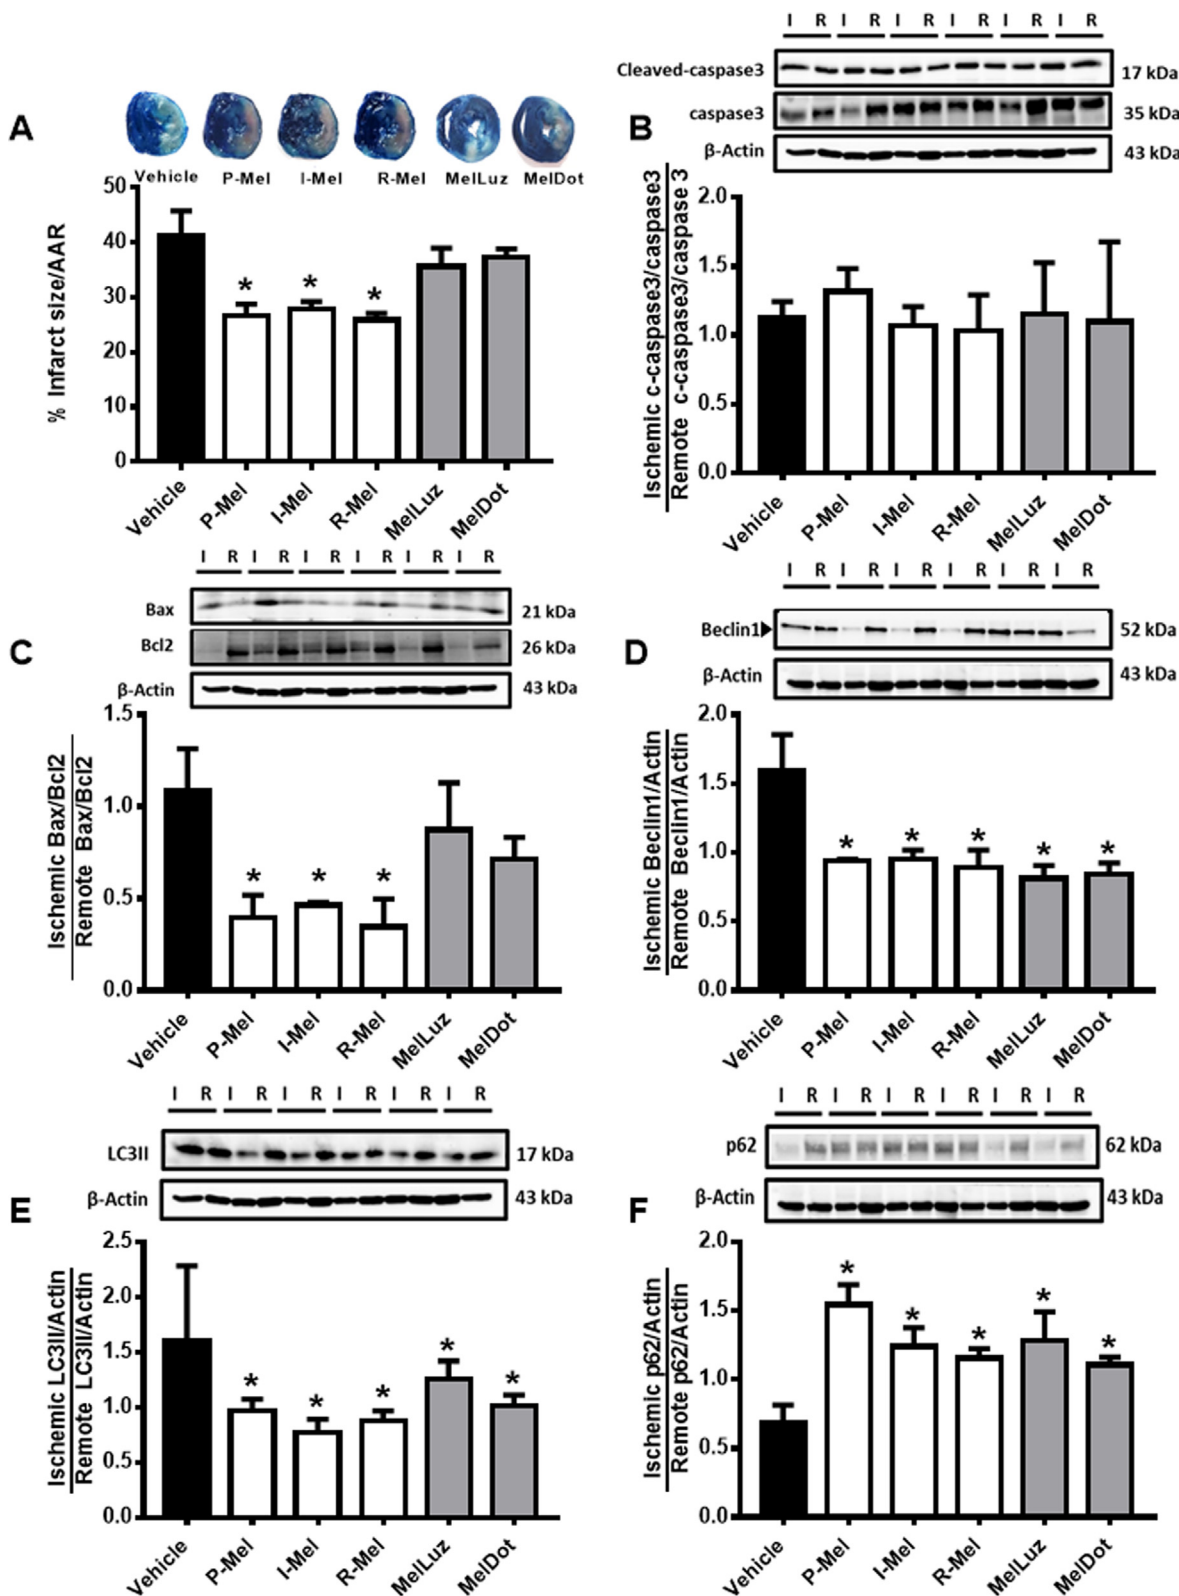 A
Vehicle P-Mel I-Mel R-Mel MelLuz MelDot
% Infarct size/AAR
50
40
30
20
10
0
* * *
Vehicle P-Mel I-Mel R-Mel MelLuz MelDot
B
I R I R I R I R I R I R
Cleaved-caspase3 17 kDa
caspase3 35 kDa
β-Actin 43 kDa
Ischemic c-caspase3/caspase3
Remote c-caspase3/caspase 3
2.0
1.5
1.0
0.5
0.0
Vehicle P-Mel I-Mel R-Mel MelLuz MelDot
C
I R I R I R I R I R I R
Bax 21 kDa
Bcl2 26 kDa
β-Actin 43 kDa
Ischemic Bax/Bcl2
Remote Bax/Bcl2
1.5
1.0
0.5
0.0
* * *
Vehicle P-Mel I-Mel R-Mel MelLuz MelDot
D
I R I R I R I R I R I R
Beclin1 52 kDa
β-Actin 43 kDa
Ischemic Beclin1/Actin
Remote Beclin1/Actin
2.0
1.5
1.0
0.5
0.0
* * * * *
Vehicle P-Mel I-Mel R-Mel MelLuz MelDot
E
I R I R I R I R I R I R
LC3II 17 kDa
β-Actin 43 kDa
Ischemic LC3II/Actin
Remote LC3II/Actin
2.5
2.0
1.5
1.0
0.5
0.0
* * * * *
Vehicle P-Mel I-Mel R-Mel MelLuz MelDot
F
I R I R I R I R I R I R
p62 62 kDa
β-Actin 43 kDa
Ischemic p62/Actin
Remote p62/Actin
2.0
1.5
1.0
0.5
0.0
* * * * *
Vehicle P-Mel I-Mel R-Mel MelLuz MelDot